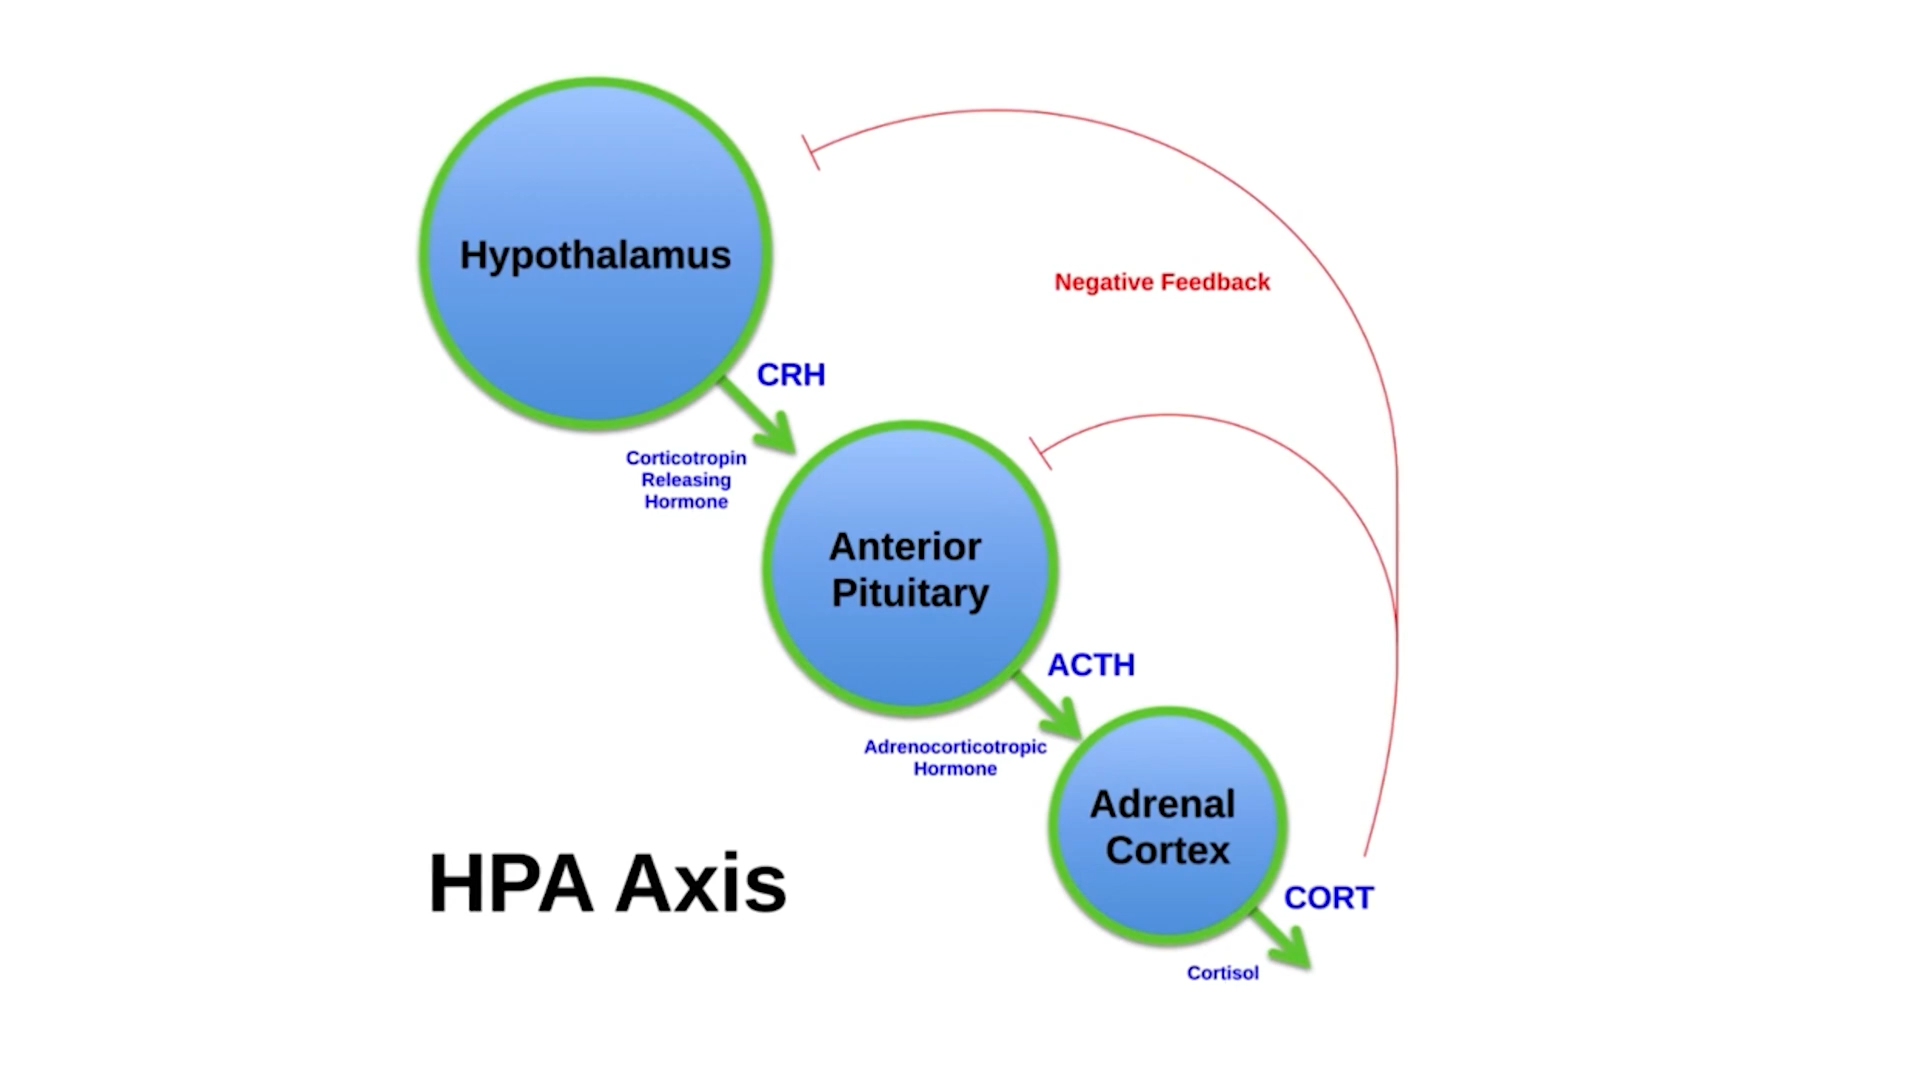 Hypothalamus
Negative Feedback
CRH
Corticotropin
Releasing
Hormone
Anterior
Pituitary
ACTH
Adrenocorticotropic
Hormone
Adrenal
Cortex
HPA Axis
CORT
Cortisol